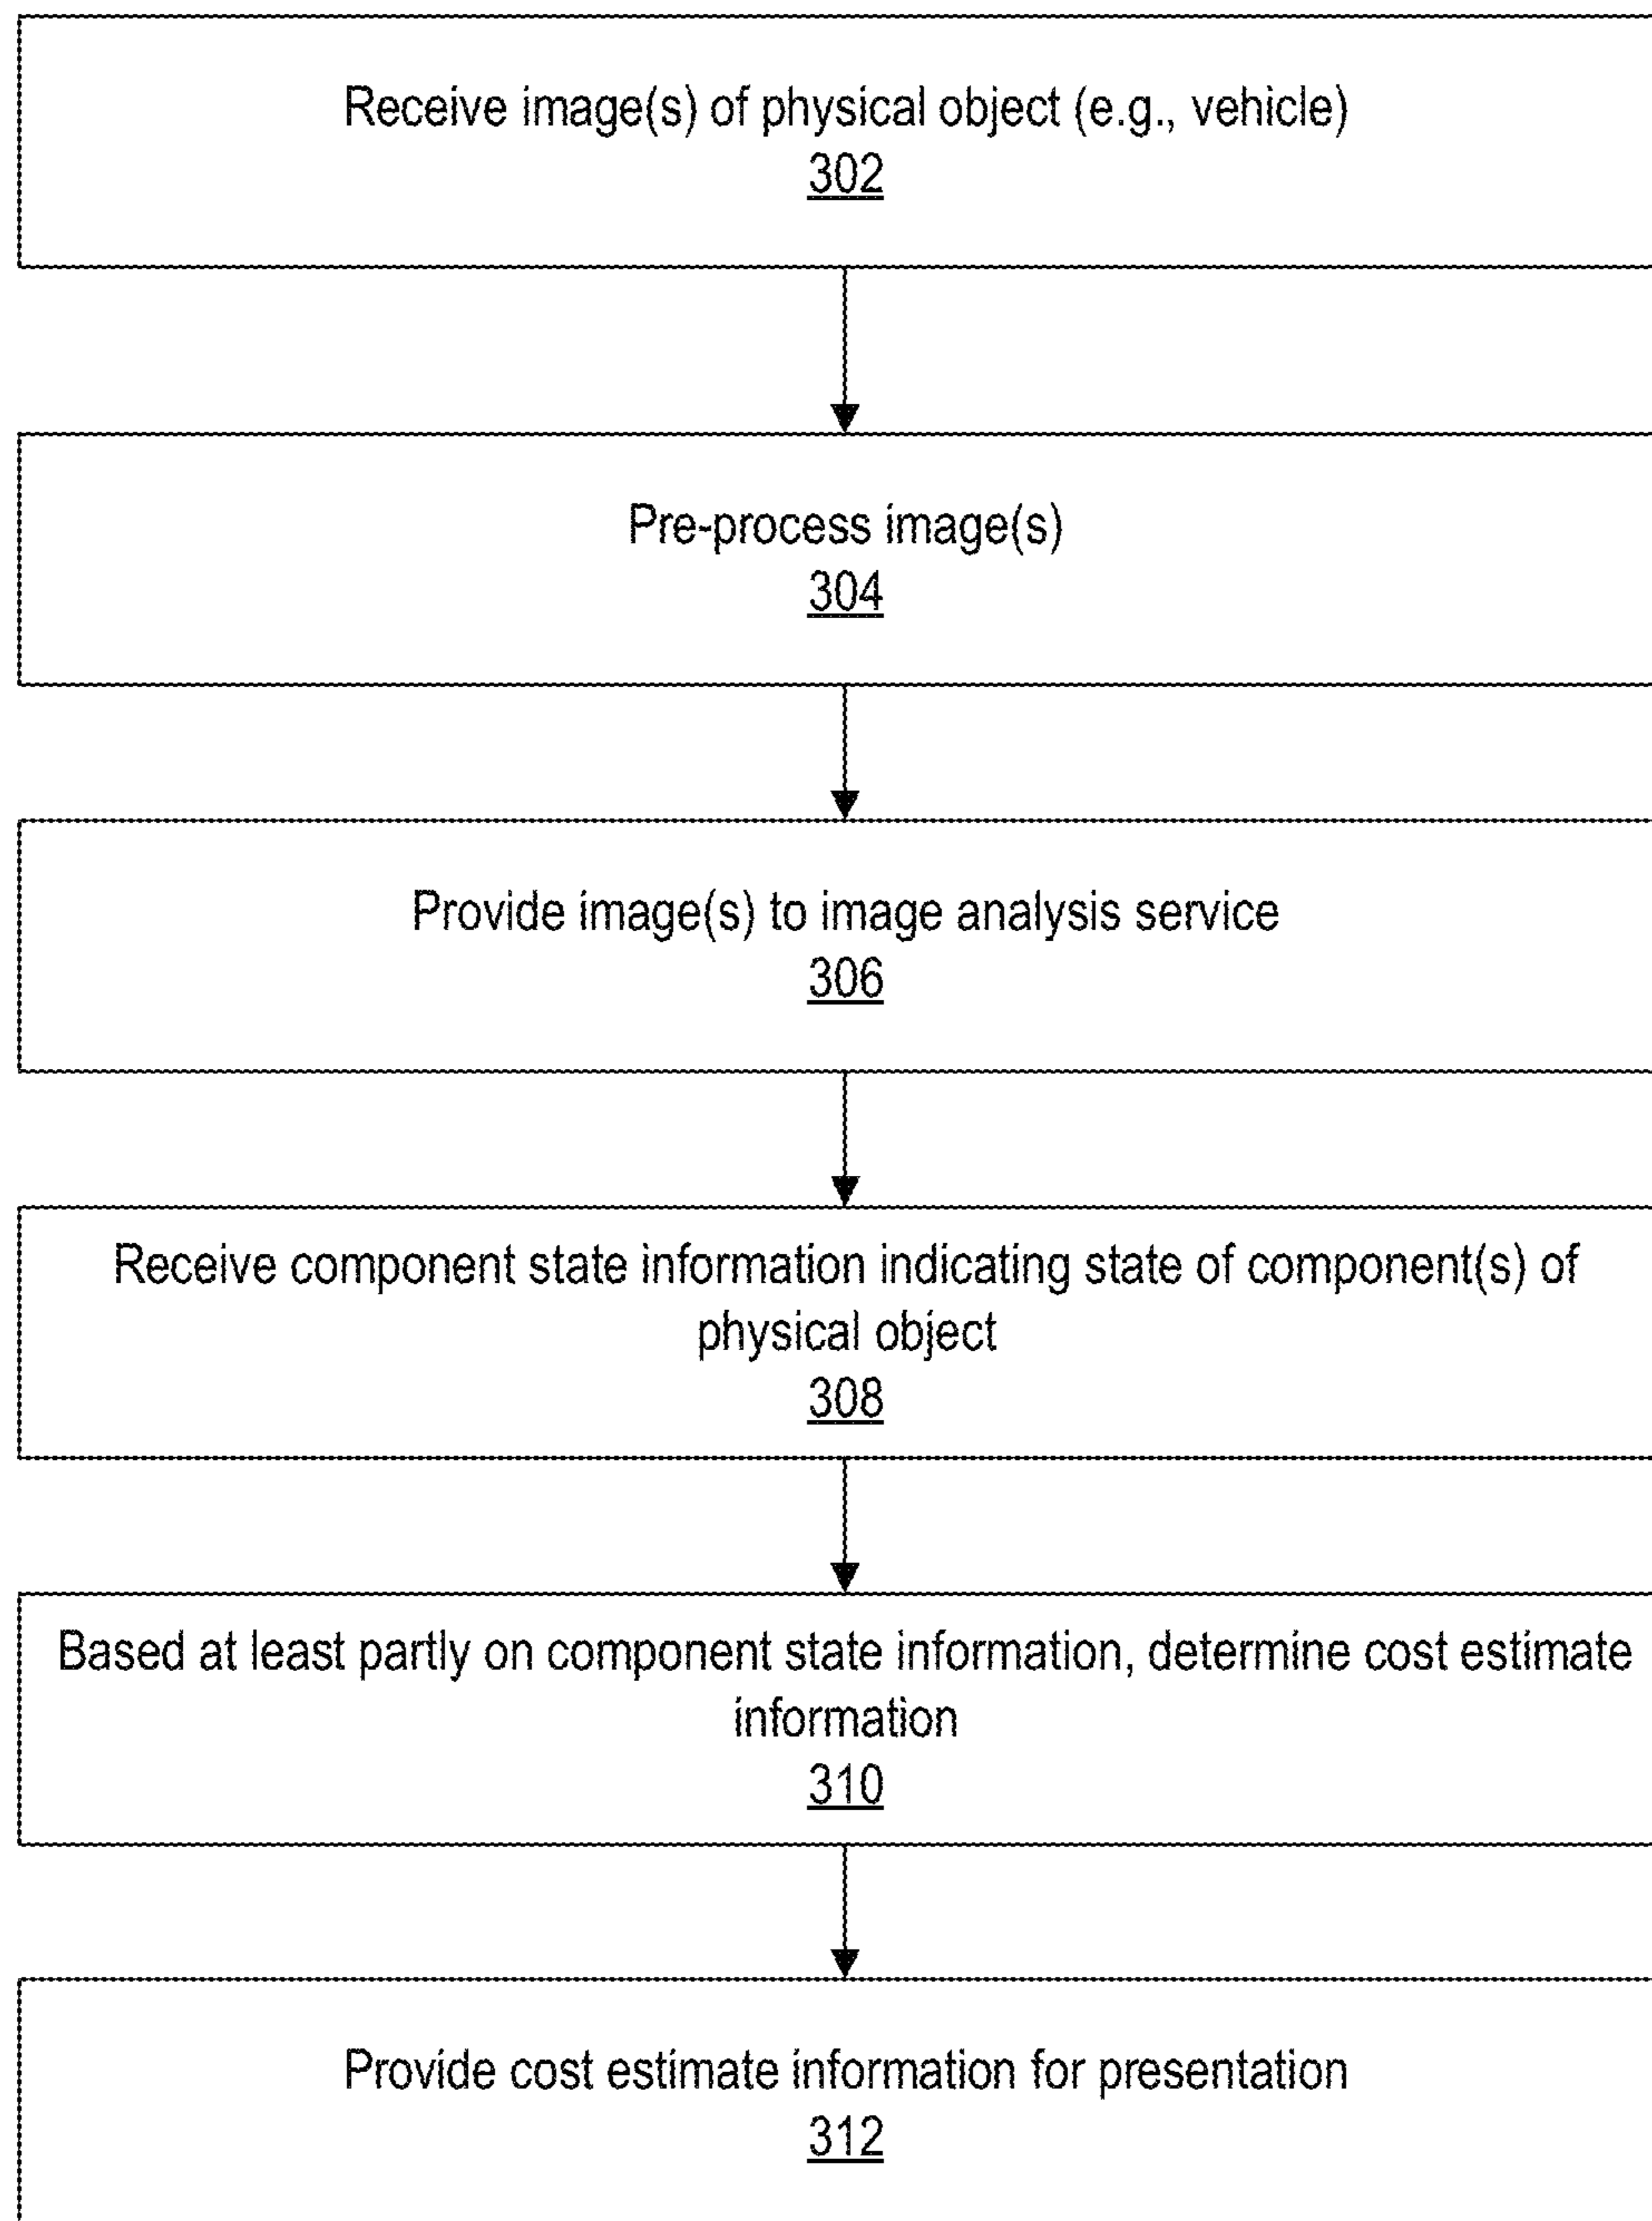 Receive image(s) of physical object (e.g., vehicle)
302
Pre-process image(s)
304
Provide image(s) to image analysis service
306
Receive component state information indicating state of component(s) of
physical object
308
Based at least partly on component state information, determine cost estimate
information
310
Provide cost estimate information for presentation
312